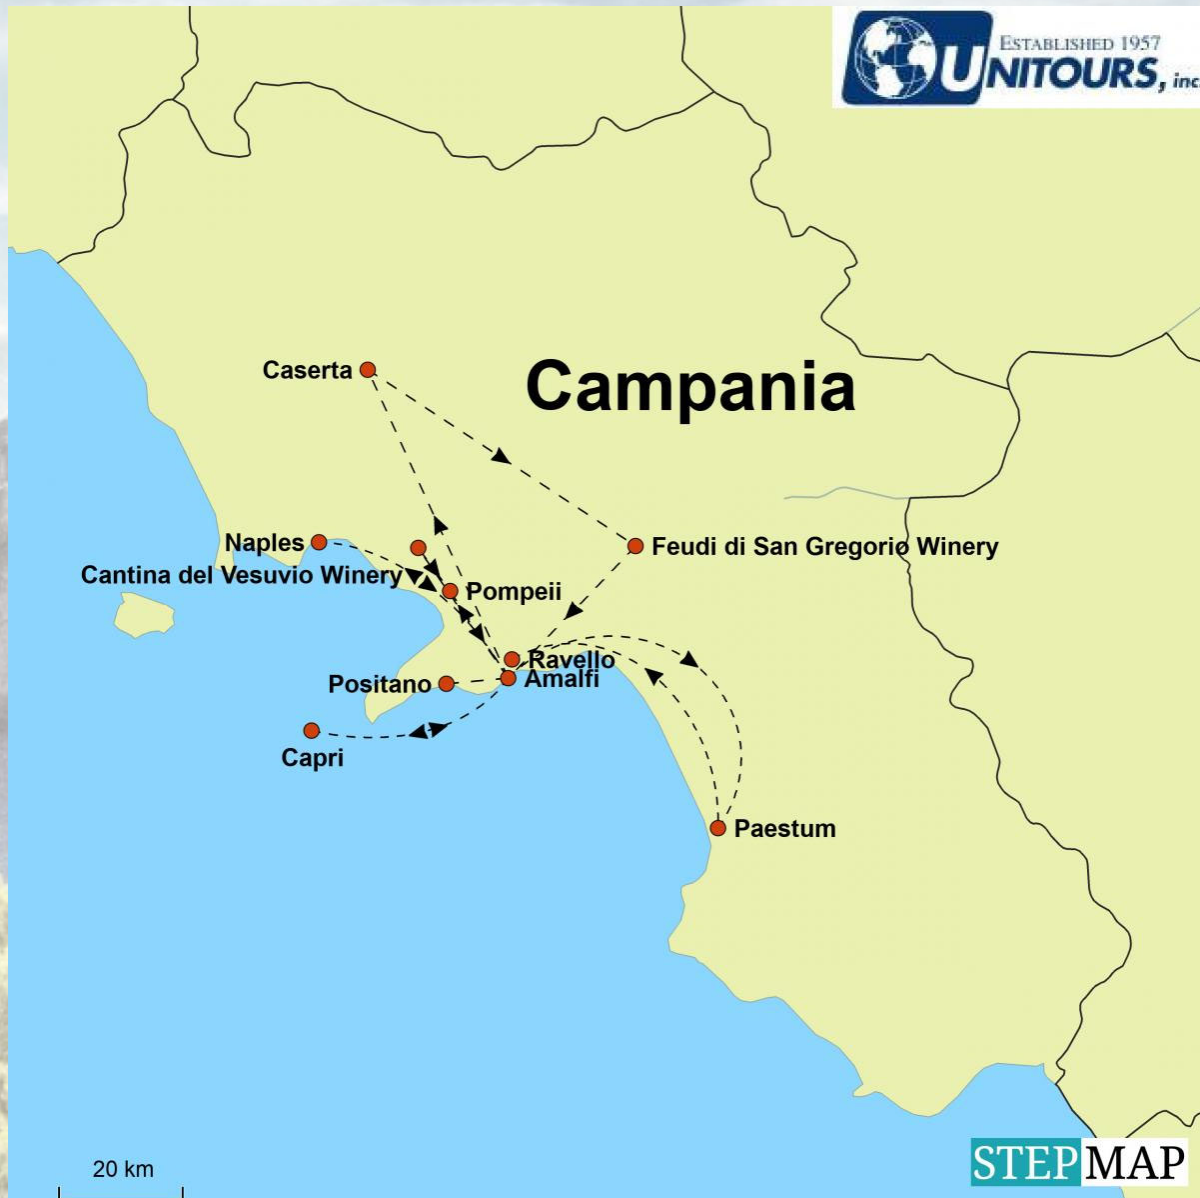 ESTABLISHED 1957
UNITOURS, inc.
Caserta
Campania
Naples
Feudi di San Gregorio Winery
Cantina del Vesuvio Winery
Pompeii
Ravello
Amalfi
Positano
Capri
Paestum
20 km
STEPMAP